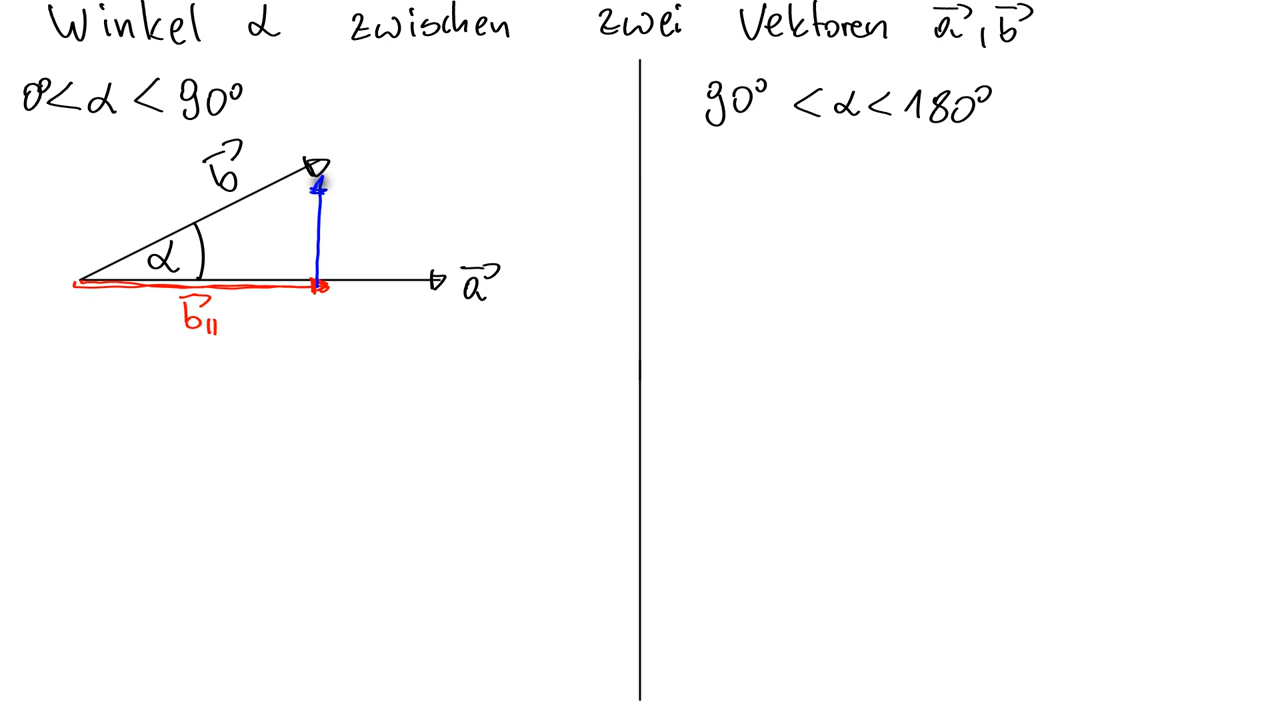 Winkel α zwischen zwei Vektoren a⃗, b⃗
0° < α < 90°
90° < α < 180°
b⃗
α
a⃗
b⃗∥